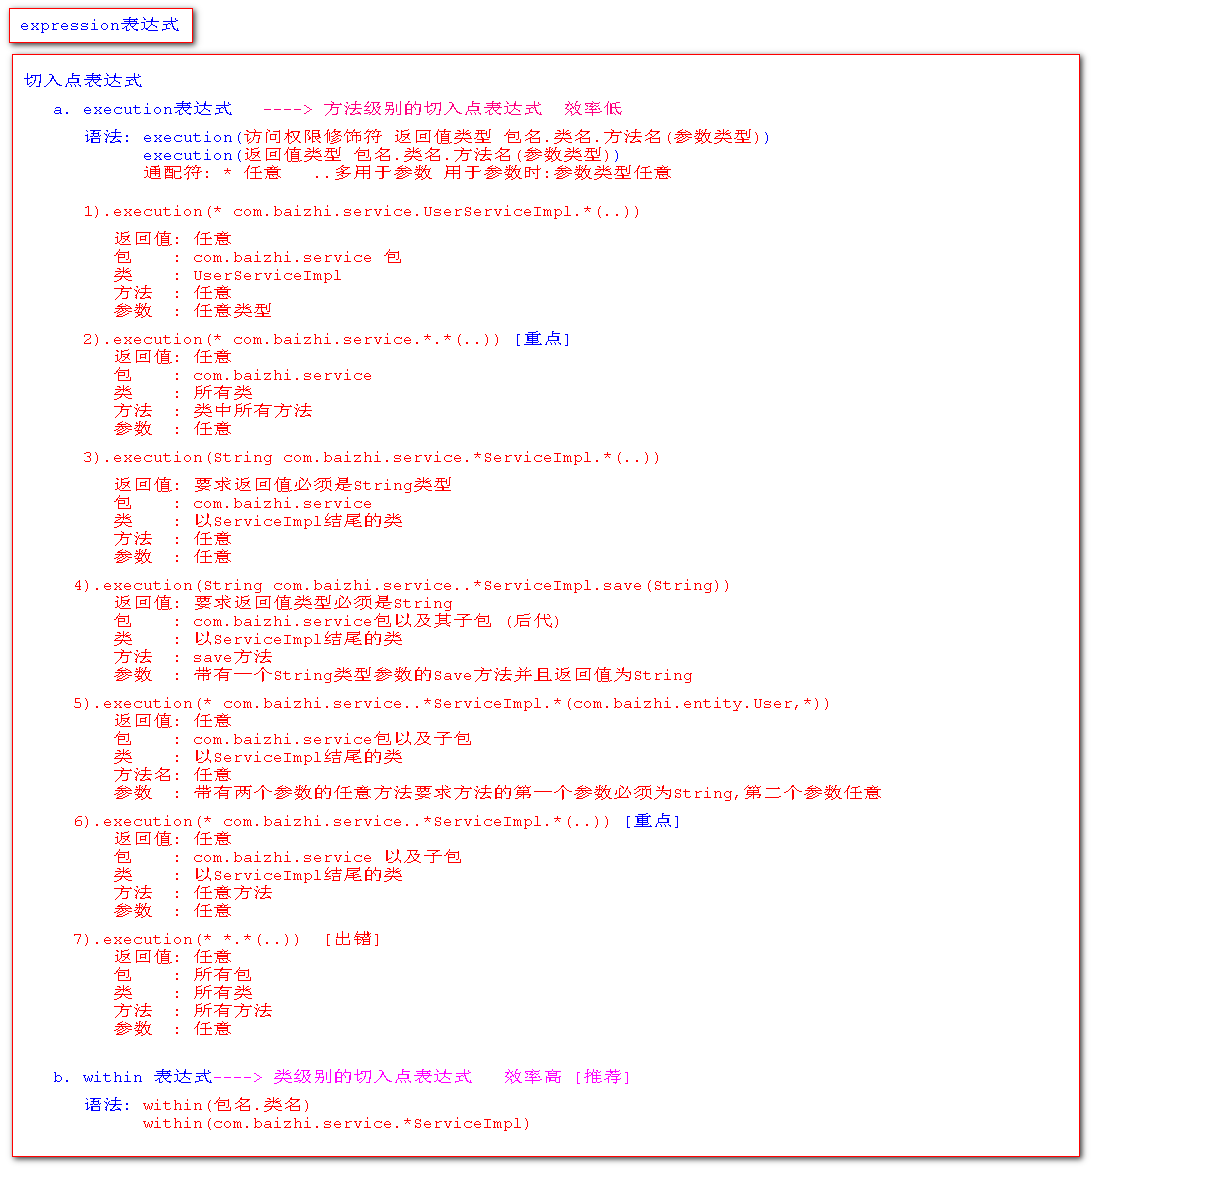 expression表达式
切入点表达式
a. execution表达式   ----> 方法级别的切入点表达式  效率低
语法: execution(访问权限修饰符 返回值类型 包名.类名.方法名(参数类型))
execution(返回值类型 包名.类名.方法名(参数类型))
通配符: * 任意   ..多用于参数 用于参数时:参数类型任意
1).execution(* com.baizhi.service.UserServiceImpl.*(..))
返回值: 任意
包    : com.baizhi.service 包
类    : UserServiceImpl
方法  : 任意
参数  : 任意类型
2).execution(* com.baizhi.service.*.*(..)) [重点]
返回值: 任意
包    : com.baizhi.service
类    : 所有类
方法  : 类中所有方法
参数  : 任意
3).execution(String com.baizhi.service.*ServiceImpl.*(..))
返回值: 要求返回值必须是String类型
包    : com.baizhi.service
类    : 以ServiceImpl结尾的类
方法  : 任意
参数  : 任意
4).execution(String com.baizhi.service..*ServiceImpl.save(String))
返回值: 要求返回值类型必须是String
包    : com.baizhi.service包以及其子包 (后代)
类    : 以ServiceImpl结尾的类
方法  : save方法
参数  : 带有一个String类型参数的Save方法并且返回值为String
5).execution(* com.baizhi.service..*ServiceImpl.*(com.baizhi.entity.User,*))
返回值: 任意
包    : com.baizhi.service包以及子包
类    : 以ServiceImpl结尾的类
方法名: 任意
参数  : 带有两个参数的任意方法要求方法的第一个参数必须为String,第二个参数任意
6).execution(* com.baizhi.service..*ServiceImpl.*(..)) [重点]
返回值: 任意
包    : com.baizhi.service 以及子包
类    : 以ServiceImpl结尾的类
方法  : 任意方法
参数  : 任意
7).execution(* *.*(..))  [出错]
返回值: 任意
包    : 所有包
类    : 所有类
方法  : 所有方法
参数  : 任意
b. within 表达式----> 类级别的切入点表达式   效率高 [推荐]
语法: within(包名.类名)
within(com.baizhi.service.*ServiceImpl)